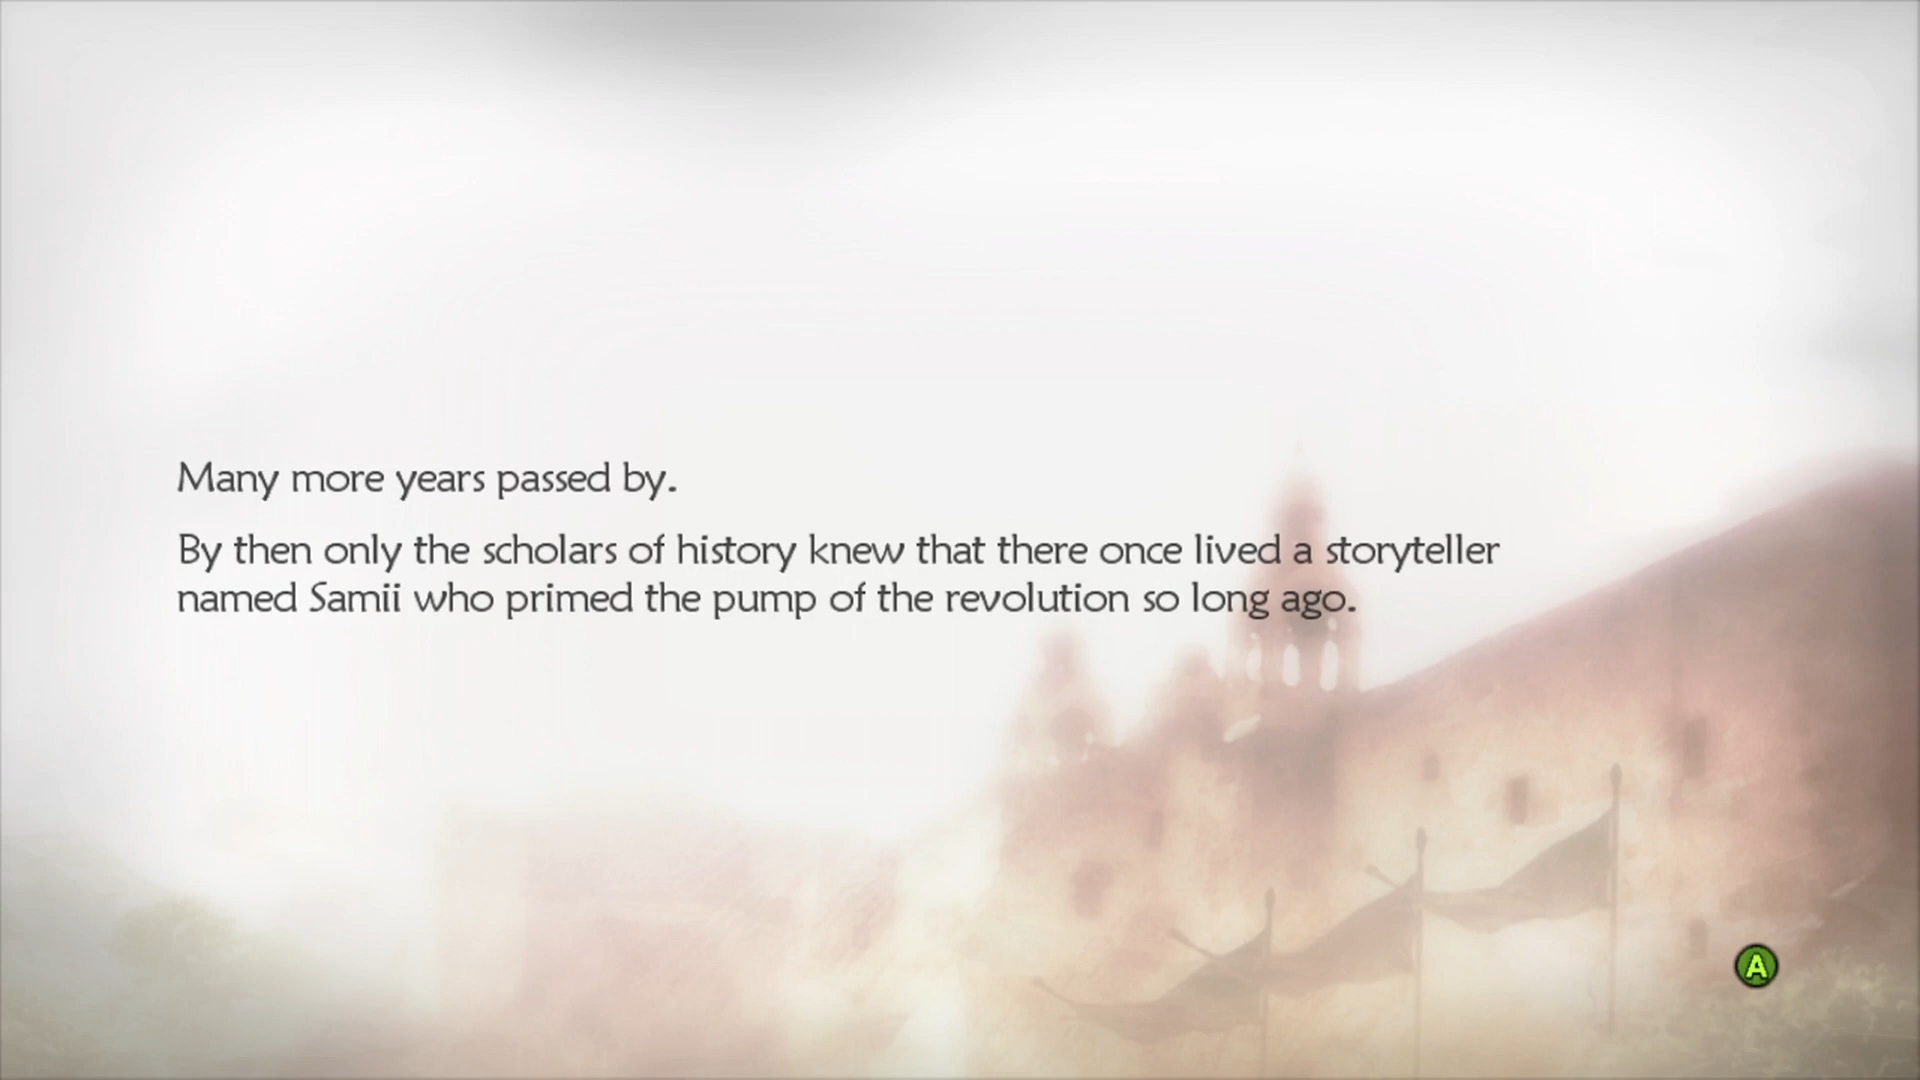 Many more years passed by.
By then only the scholars of history knew that there once lived a storyteller
named Samii who primed the pump of the revolution so long ago.
A